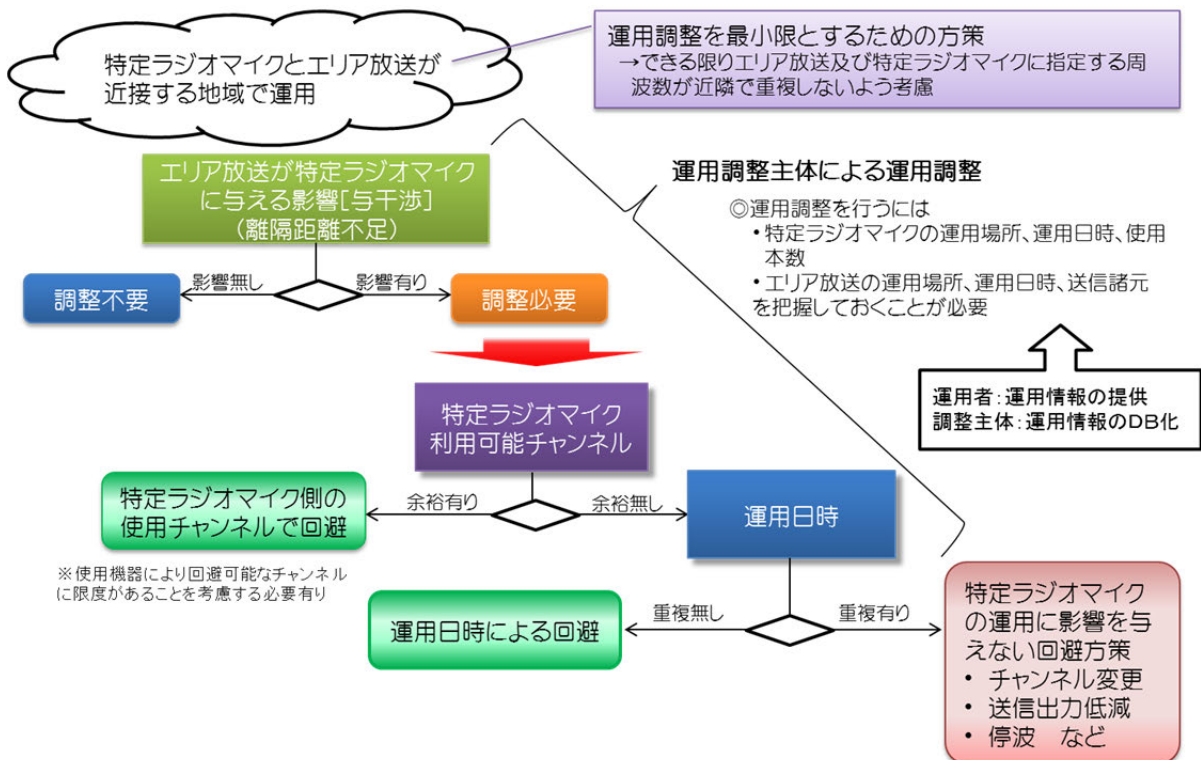 特定ラジオマイクとエリア放送が
近接する地域で運用
運用調整を最小限とするための方策
→できる限りエリア放送及び特定ラジオマイクに指定する周
波数が近隣で重複しないよう考慮
エリア放送が特定ラジオマイク
に与える影響[与干渉]
(離隔距離不足)
運用調整主体による運用調整
◎運用調整を行うには
・特定ラジオマイクの運用場所、運用日時、使用
本数
・エリア放送の運用場所、運用日時、送信諸元
を把握しておくことが必要
調整不要
影響無し
影響有り
調整必要
運用者:運用情報の提供
調整主体:運用情報のDB化
特定ラジオマイク
利用可能チャンネル
特定ラジオマイク側の
使用チャンネルで回避
余裕有り
余裕無し
運用日時
※使用機器により回避可能なチャンネル
に限度があることを考慮する必要有り
運用日時による回避
重複無し
重複有り
特定ラジオマイク
の運用に影響を与
えない回避方策
• チャンネル変更
• 送信出力低減
• 停波 など